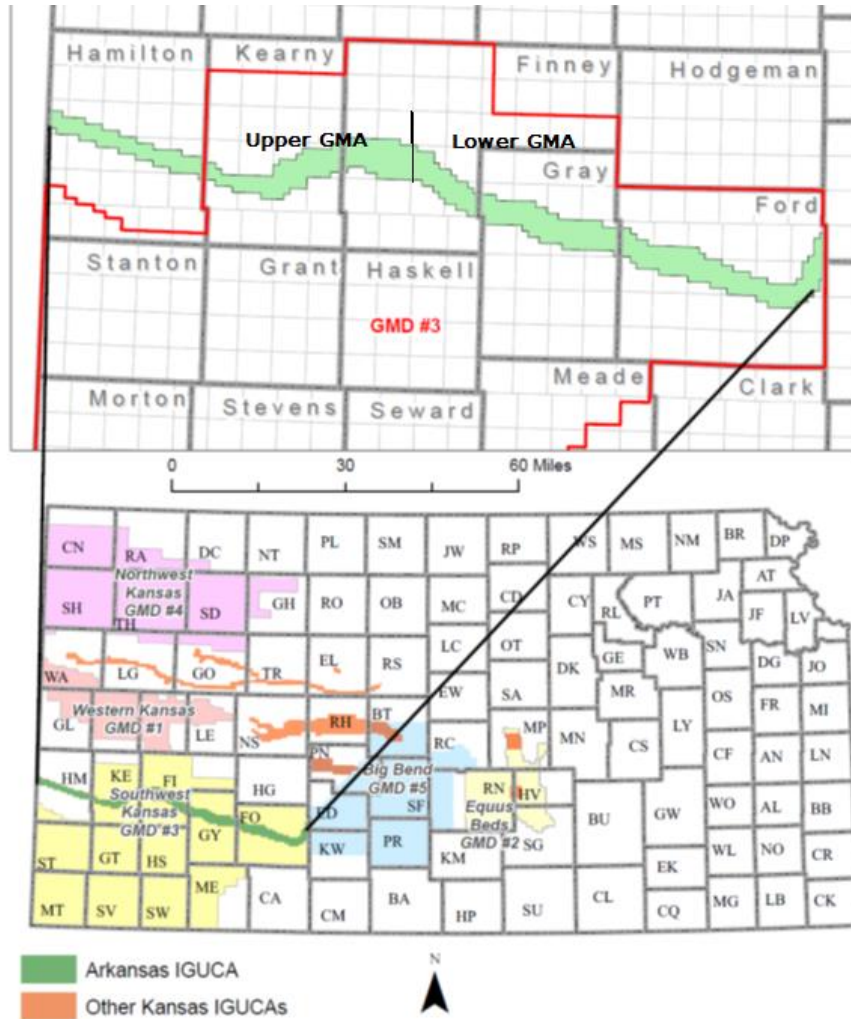 Hamilton Kearny Finney Hodgeman
Upper GMA Lower GMA
Gray
Ford
Stanton Grant Haskell
GMD #3
Meade Clark
Morton Stevens Seward
0 30 60 Miles
CN RA DC NT PL SM JW RP WS MS NM BR DP
Northwest
Kansas
GMD #4
SH TH SD GH RO OB MC CD CY RL PT AT JA JF LV
WA LG GO TR EL RS LC OT DK GE WB SN DG JO
EW SA MR OS FR MI
Western Kansas
GMD #1
GL LE NS RH BT RC MP MN CS LY CF AN LN
PN
Big Bend
GMD #5
HM KE FI HG SF RN HV
Southwest
Kansas
GMD #3
Equus
Beds
GMD #2
GY FO ED BU GW WO AL BB
ST GT HS KW PR KM SG EK WL NO CR
MT SV SW ME CA CM BA HP SU CL CQ MG LB CK
N
Arkansas IGUCA
Other Kansas IGUCAs